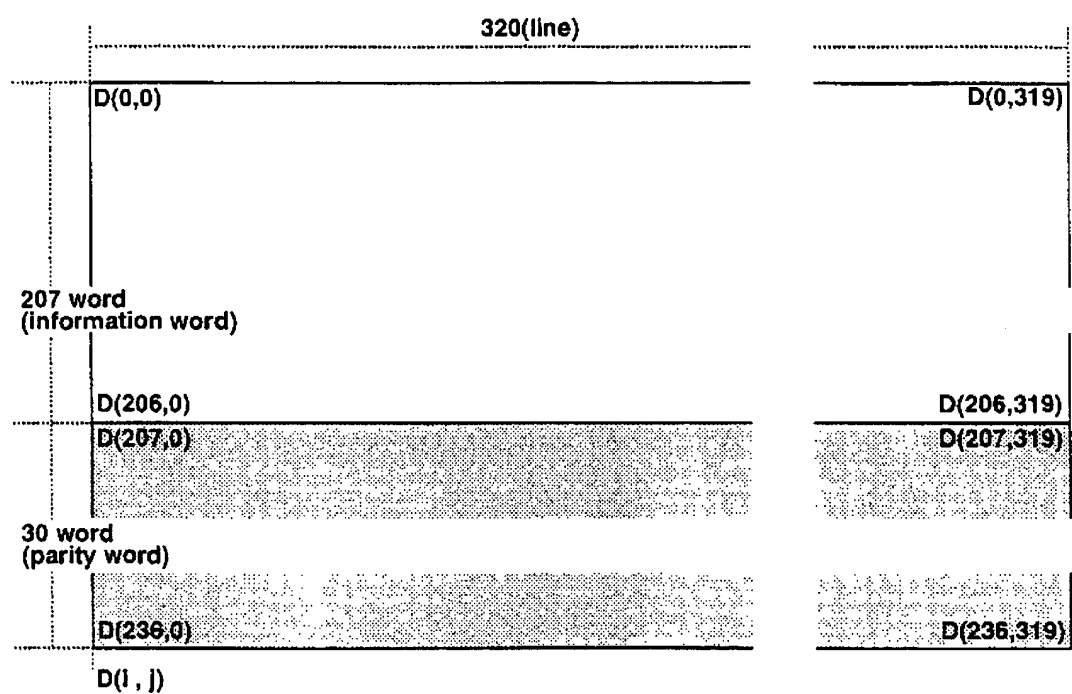 320(line)
D(0,0) D(0,319)
207 word
(information word)
D(206,0) D(206,319)
D(207,0) D(207,319)
30 word
(parity word)
D(236,0) D(236,319)
D(i , j)